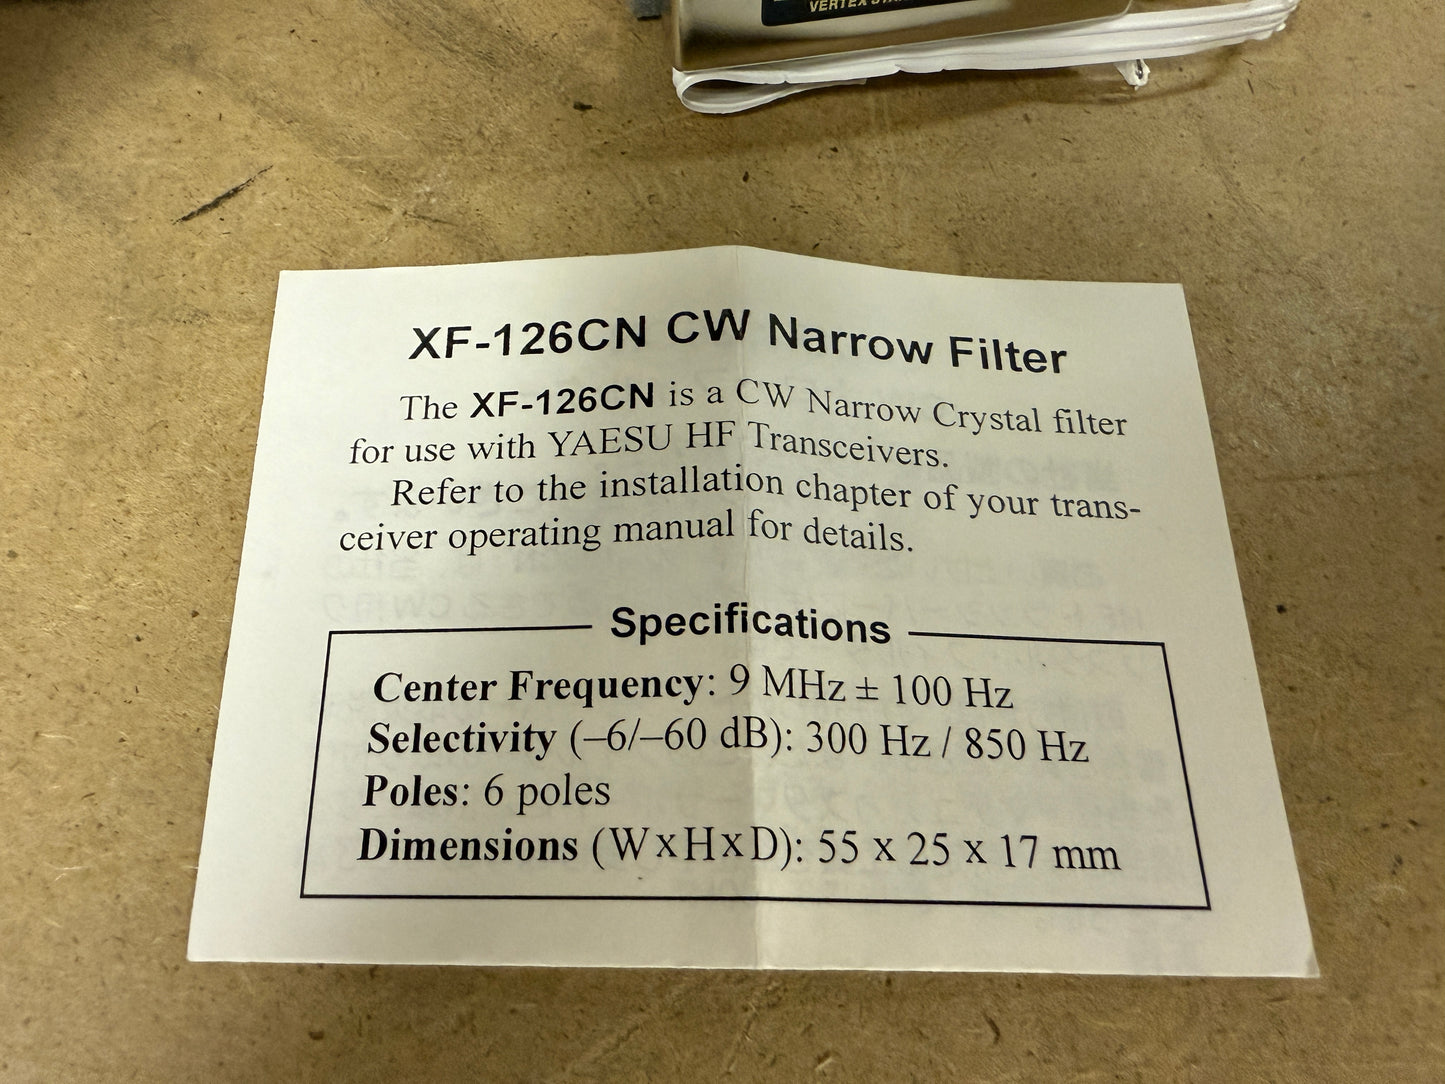 VERTEX
XF-126CN CW Narrow Filter
The XF-126CN is a CW Narrow Crystal filter
for use with YAESU HF Transceivers.
Refer to the installation chapter of your trans-
ceiver operating manual for details.
Specifications
Center Frequency: 9 MHz ± 100 Hz
Selectivity (–6/–60 dB): 300 Hz / 850 Hz
Poles: 6 poles
Dimensions (WxHxD): 55 x 25 x 17 mm